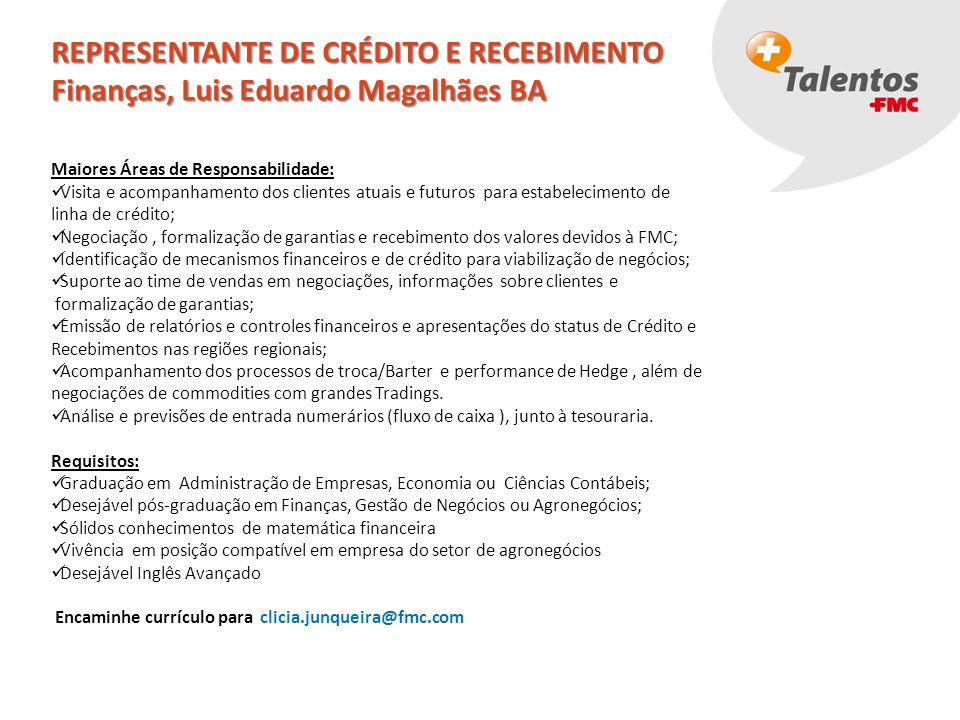 REPRESENTANTE DE CRÉDITO E RECEBIMENTO
Finanças, Luis Eduardo Magalhães BA
Talentos
FMC
Maiores Áreas de Responsabilidade:
✓Visita e acompanhamento dos clientes atuais e futuros para estabelecimento de
linha de crédito;
✓Negociação , formalização de garantias e recebimento dos valores devidos à FMC;
✓Identificação de mecanismos financeiros e de crédito para viabilização de negócios;
✓Suporte ao time de vendas em negociações, informações sobre clientes e
formalização de garantias;
✓Emissão de relatórios e controles financeiros e apresentações do status de Crédito e
Recebimentos nas regiões regionais;
✓Acompanhamento dos processos de troca/Barter e performance de Hedge , além de
negociações de commodities com grandes Tradings.
✓Análise e previsões de entrada numerários (fluxo de caixa ), junto à tesouraria.
Requisitos:
✓Graduação em Administração de Empresas, Economia ou Ciências Contábeis;
✓Desejável pós-graduação em Finanças, Gestão de Negócios ou Agronegócios;
✓Sólidos conhecimentos de matemática financeira
✓Vivência em posição compatível em empresa do setor de agronegócios
✓Desejável Inglês Avançado
Encaminhe currículo para clicia.junqueira@fmc.com